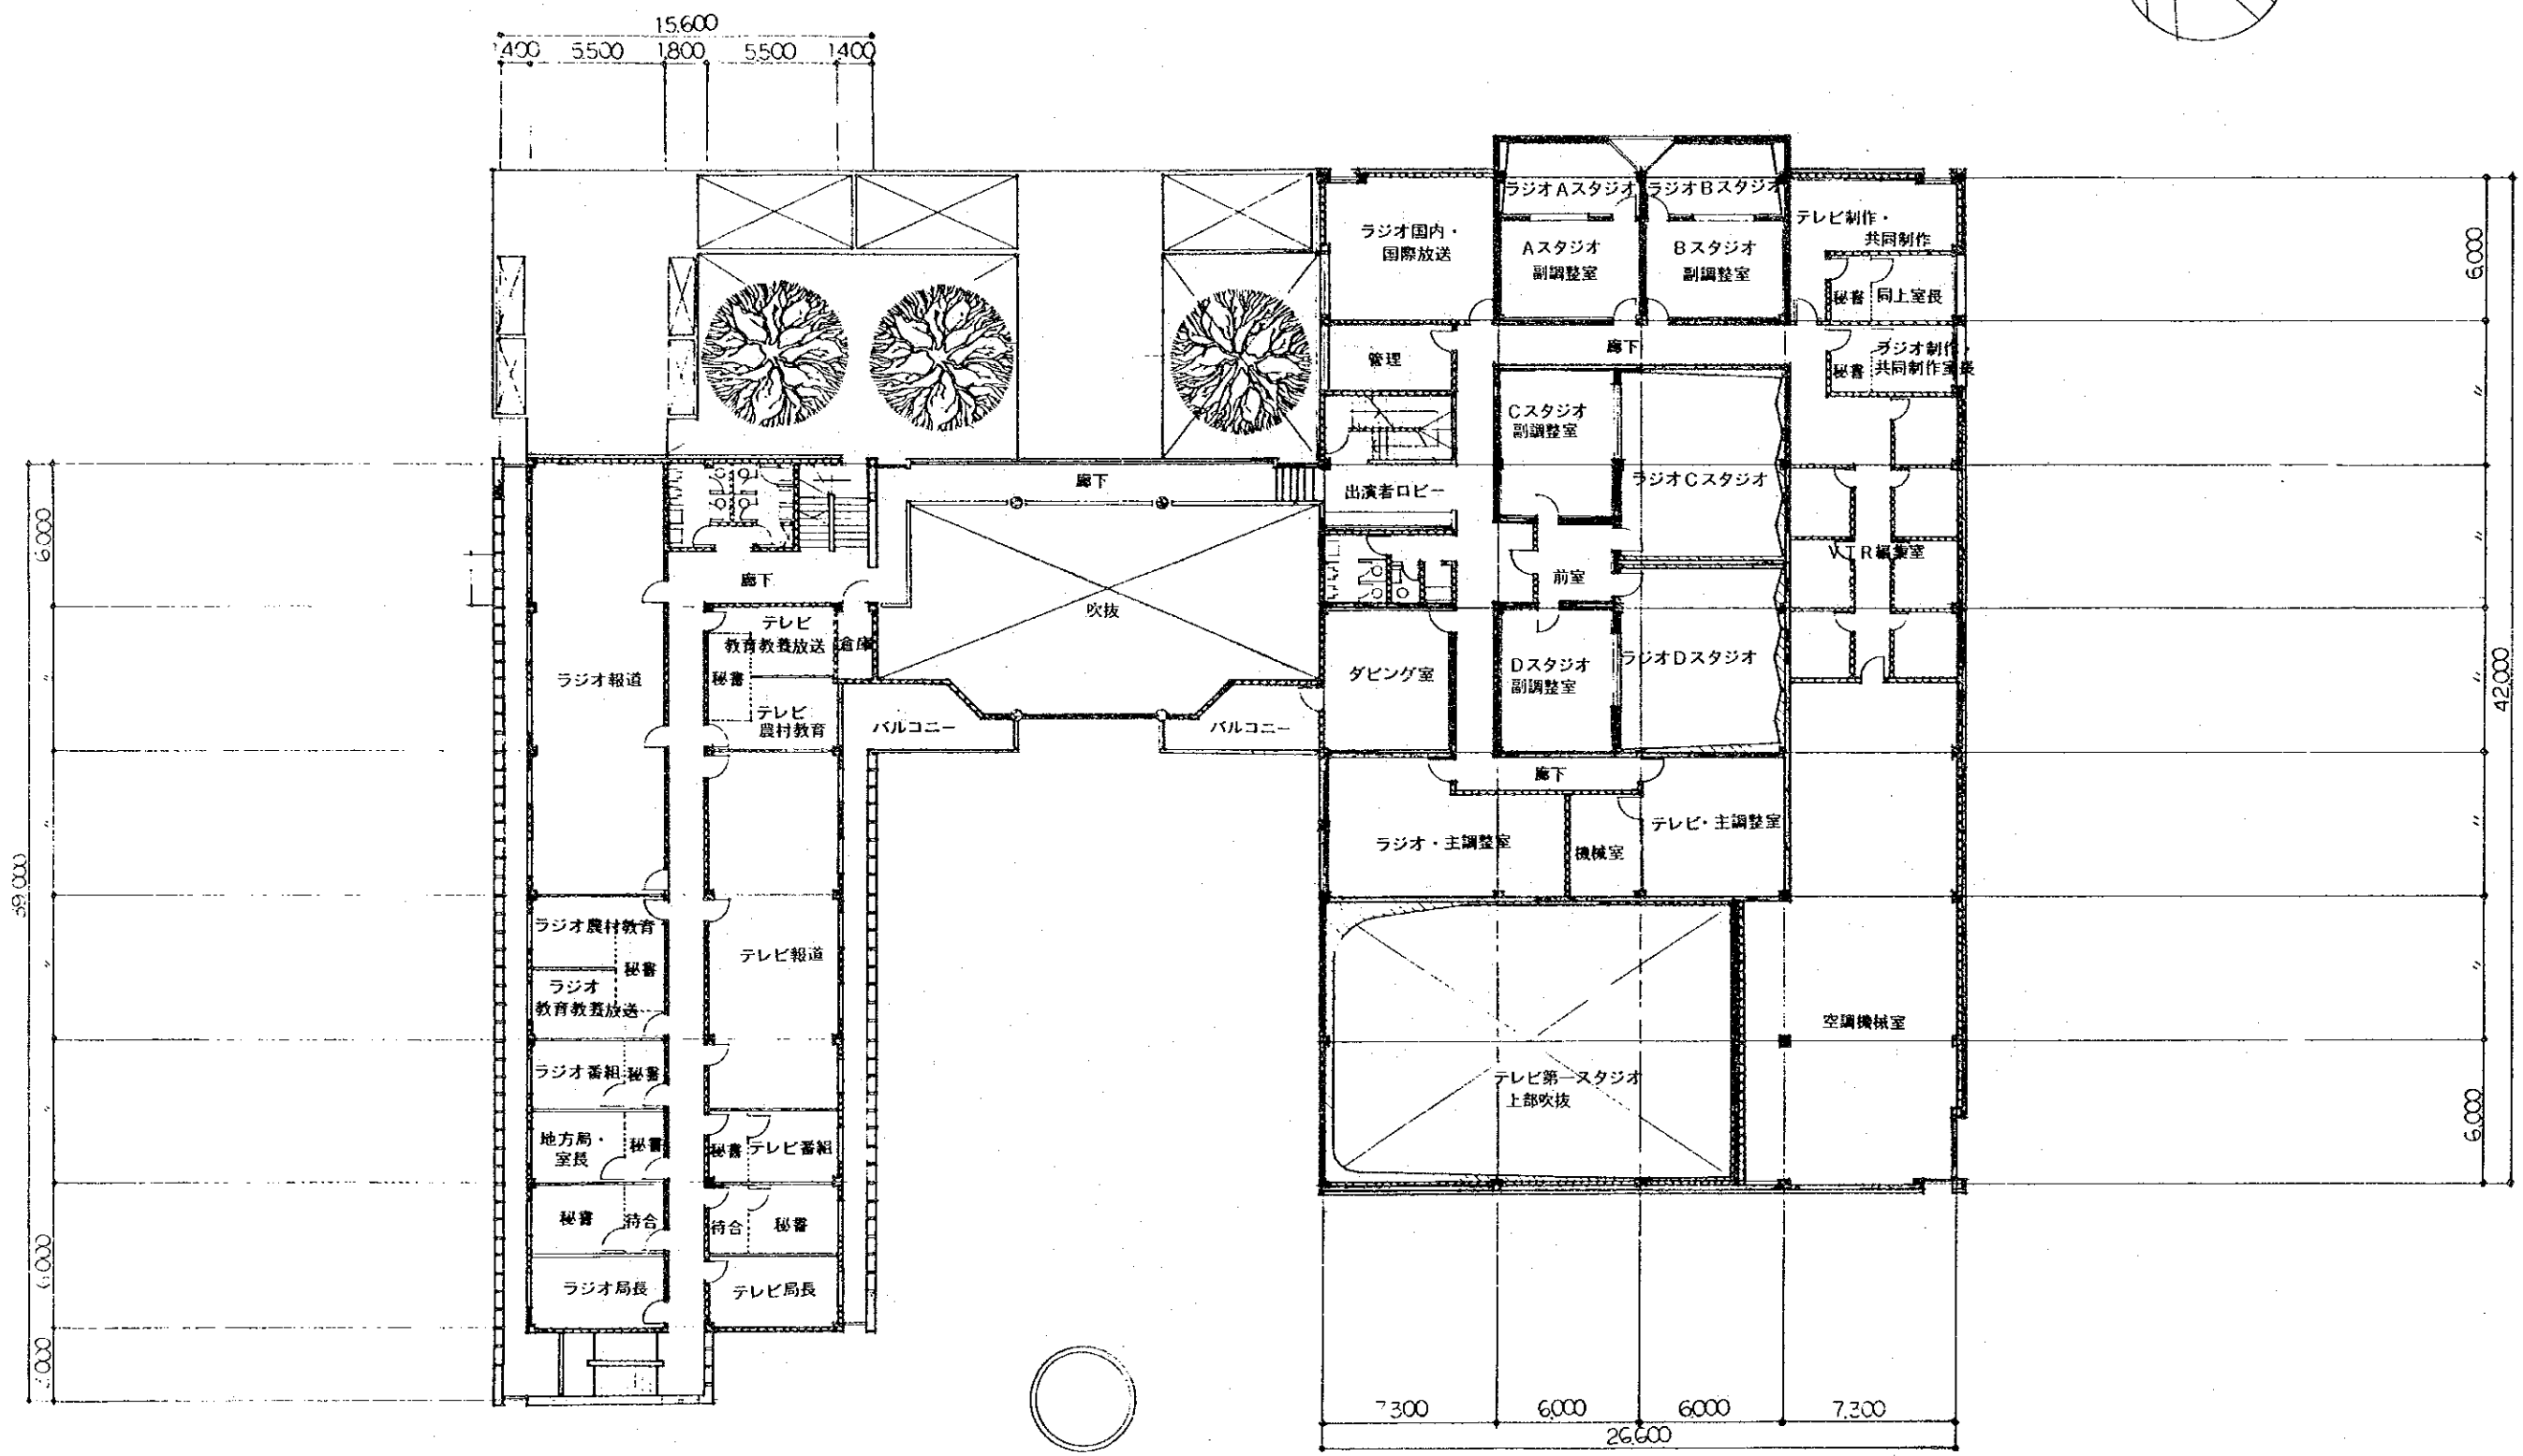 15.600
1400 5.500 1.800 5.500 1400
ラジオAスタジオ
ラジオBスタジオ
ラジオ国内・
国際放送
Aスタジオ
副調整室
Bスタジオ
副調整室
テレビ制作・
共同制作
秘書
同上室長
管理
廊下
秘書
ラジオ制作・
共同制作室長
Cスタジオ
副調整室
ラジオCスタジオ
廊下
出演者ロビー
前室
VTR編集室
廊下
吹抜
テレビ
教育教養放送
倉庫
秘書
テレビ
農村教育
ラジオ報道
バルコニー
バルコニー
ダビング室
Dスタジオ
副調整室
ラジオDスタジオ
廊下
ラジオ・主調整室
機械室
テレビ・主調整室
ラジオ農村教育
秘書
ラジオ
教育教養放送
テレビ報道
空調機械室
ラジオ番組
秘書
テレビ第一スタジオ
上部吹抜
地方局・
室長
秘書
秘書
テレビ番組
秘書
待合
待合
秘書
ラジオ局長
テレビ局長
6.000
〃
〃
〃
〃
6.000
39.000
6.000
〃
〃
〃
〃
〃
6.000
42.000
7.300 6.000 6.000 7.300
26.600